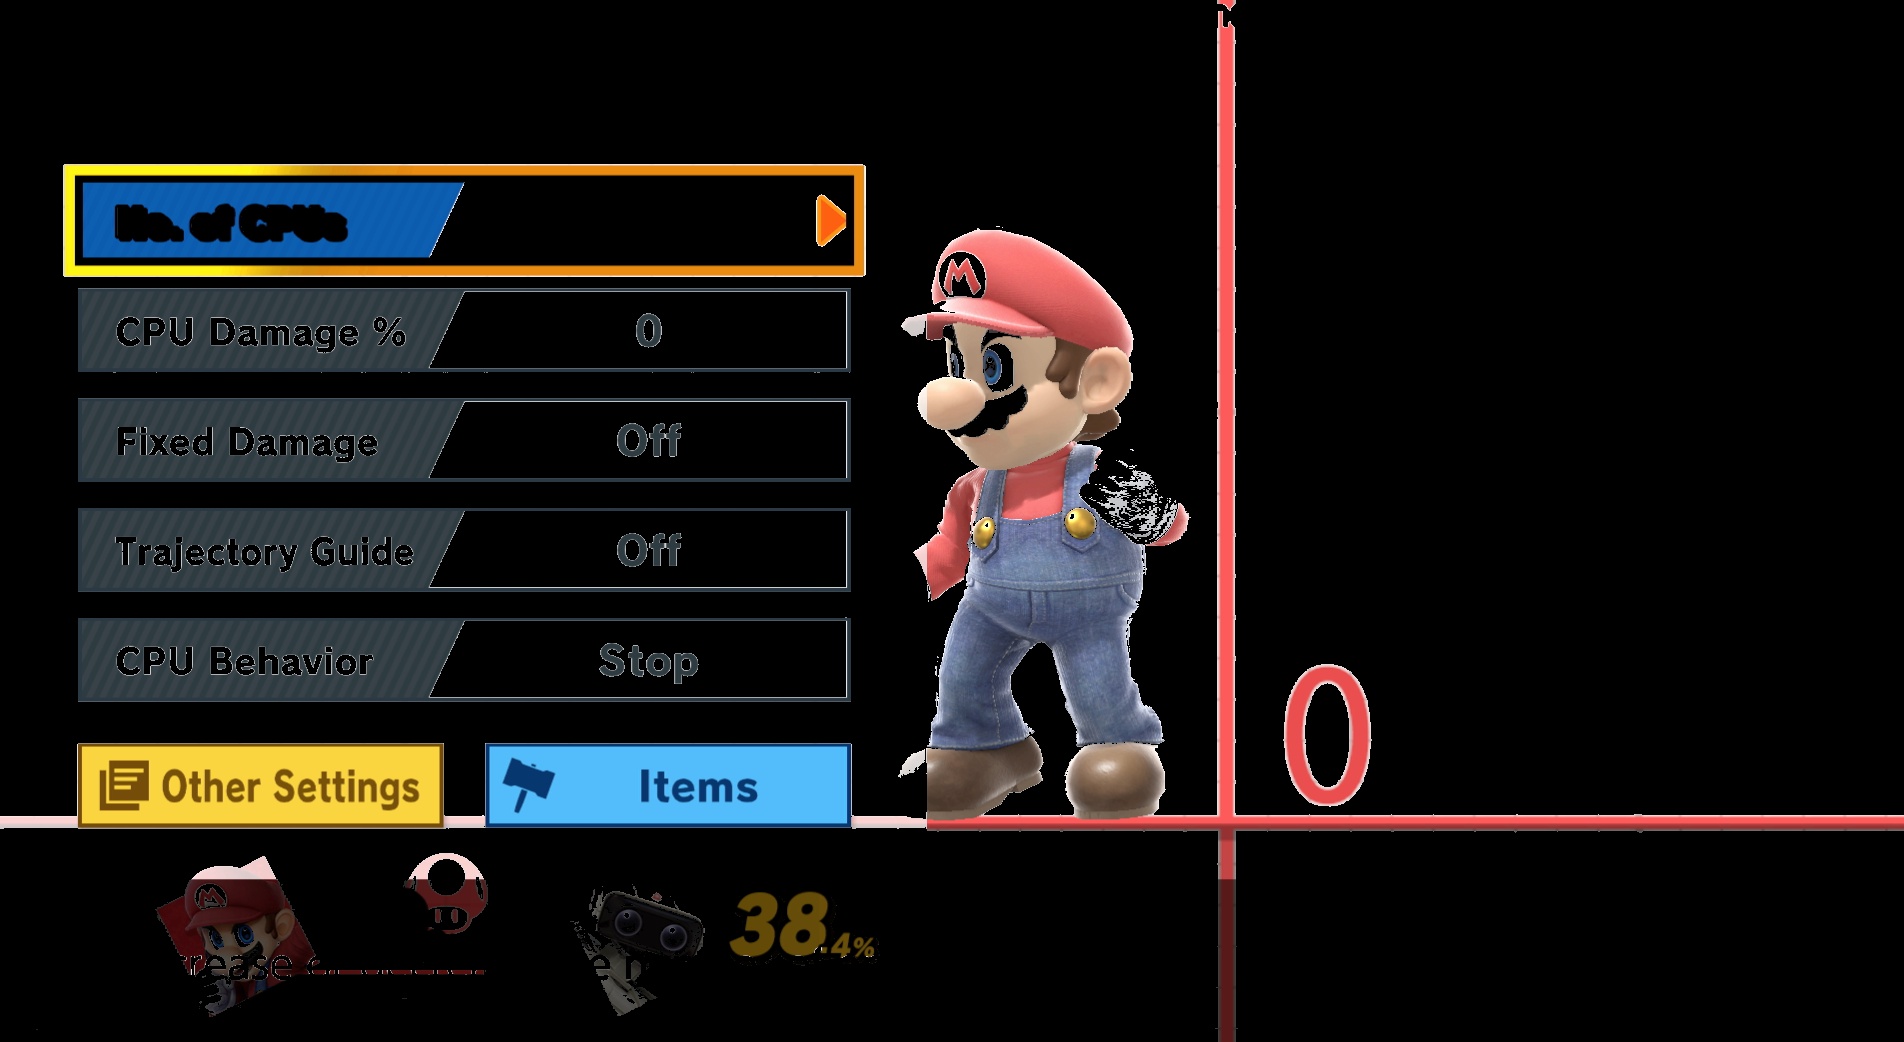 No. of CPUs
CPU Damage % 0
Fixed Damage Off
Trajectory Guide Off
CPU Behavior Stop
Other Settings Items
0
M
M
38.4%